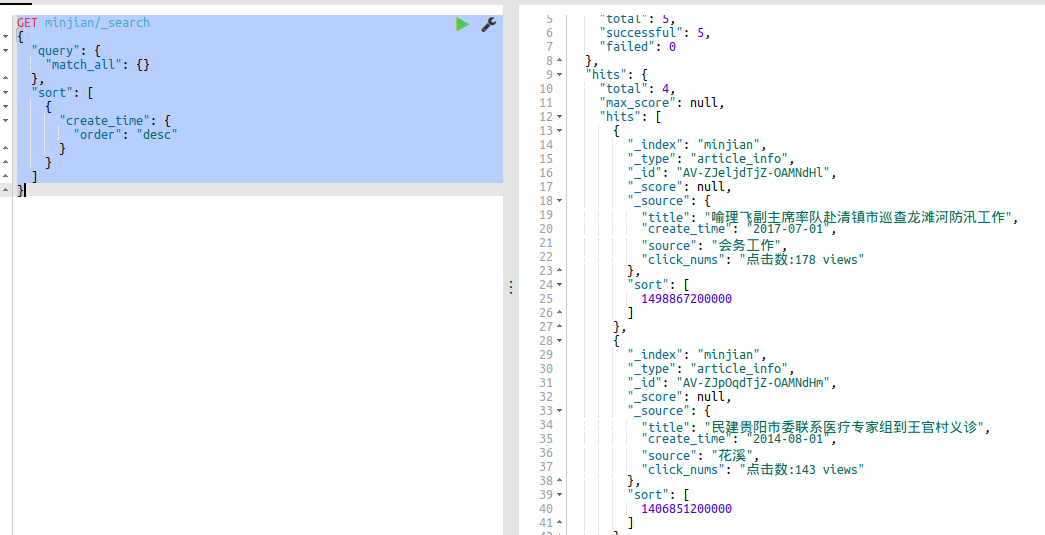 GET minjian/_search
{
  "query": {
    "match_all": {}
  },
  "sort": [
    {
      "create_time": {
        "order": "desc"
      }
    }
  ]
}
5 "total": 5,
6 "successful": 5,
7 "failed": 0
8 },
9 "hits": {
10 "total": 4,
11 "max_score": null,
12 "hits": [
13 {
14 "_index": "minjian",
15 "_type": "article_info",
16 "_id": "AV-ZJeljdTjZ-OAMNdHl",
17 "_score": null,
18 "_source": {
19 "title": "喻理飞副主席率队赴清镇市巡查龙滩河防汛工作",
20 "create_time": "2017-07-01",
21 "source": "会务工作",
22 "click_nums": "点击数:178 views"
23 },
24 "sort": [
25 1498867200000
26 ]
27 },
28 {
29 "_index": "minjian",
30 "_type": "article_info",
31 "_id": "AV-ZJpOqdTjZ-OAMNdHm",
32 "_score": null,
33 "_source": {
34 "title": "民建贵阳市委联系医疗专家组到王官村义诊",
35 "create_time": "2014-08-01",
36 "source": "花溪",
37 "click_nums": "点击数:143 views"
38 },
39 "sort": [
40 1406851200000
41 ]